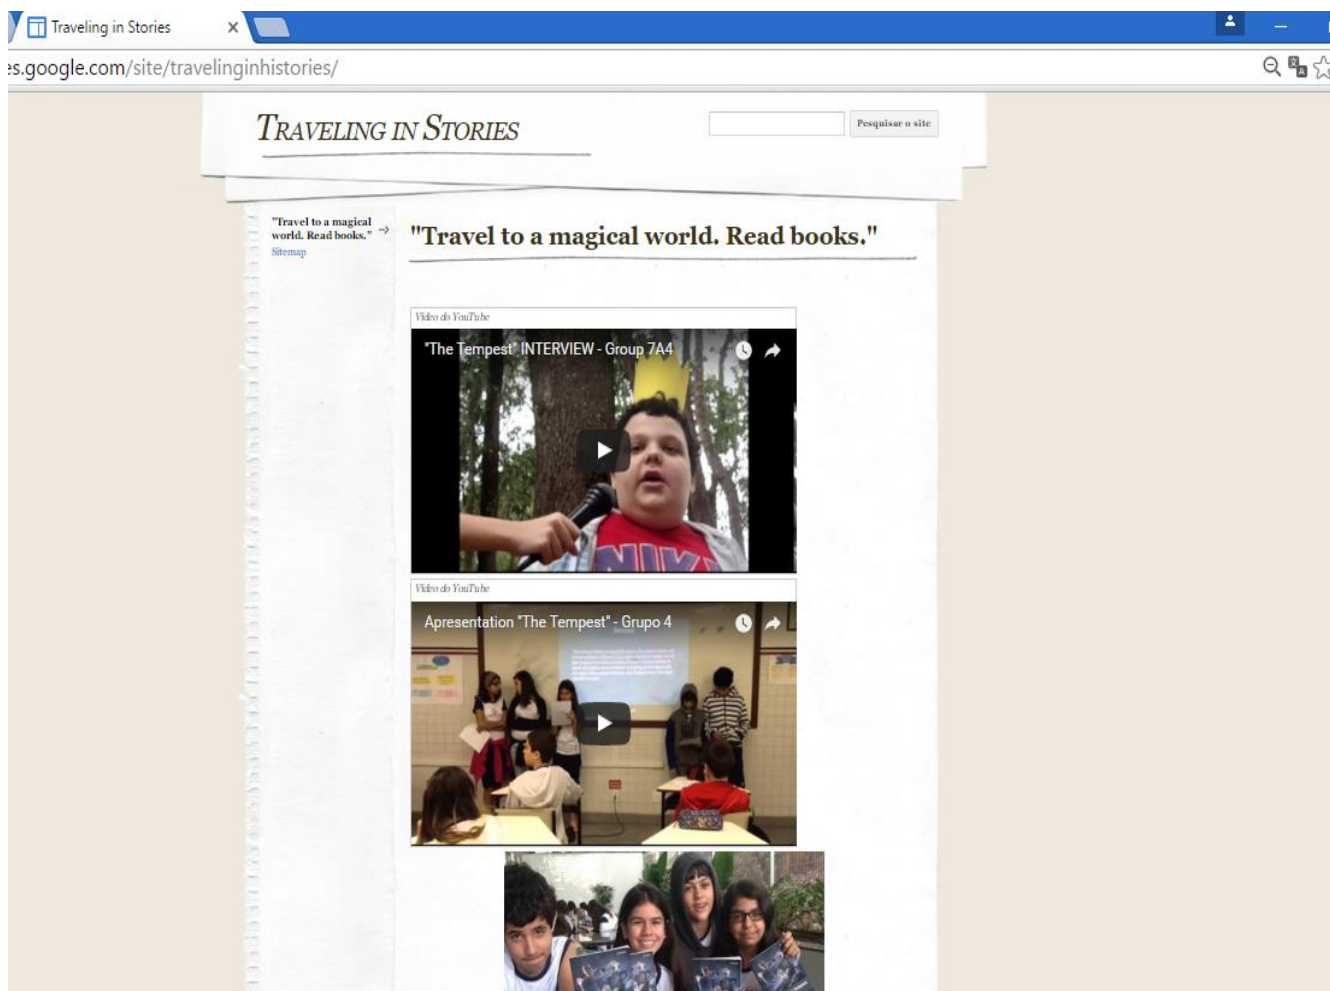 Traveling in Stories
es.google.com/site/travelinginhistories/
TRAVELING IN STORIES
Pesquisar o site
"Travel to a magical
world. Read books."
Sitemap
"Travel to a magical world. Read books."
Vídeo do YouTube
"The Tempest" INTERVIEW - Group 7A4
NIKE
Vídeo do YouTube
Apresentation "The Tempest" - Grupo 4